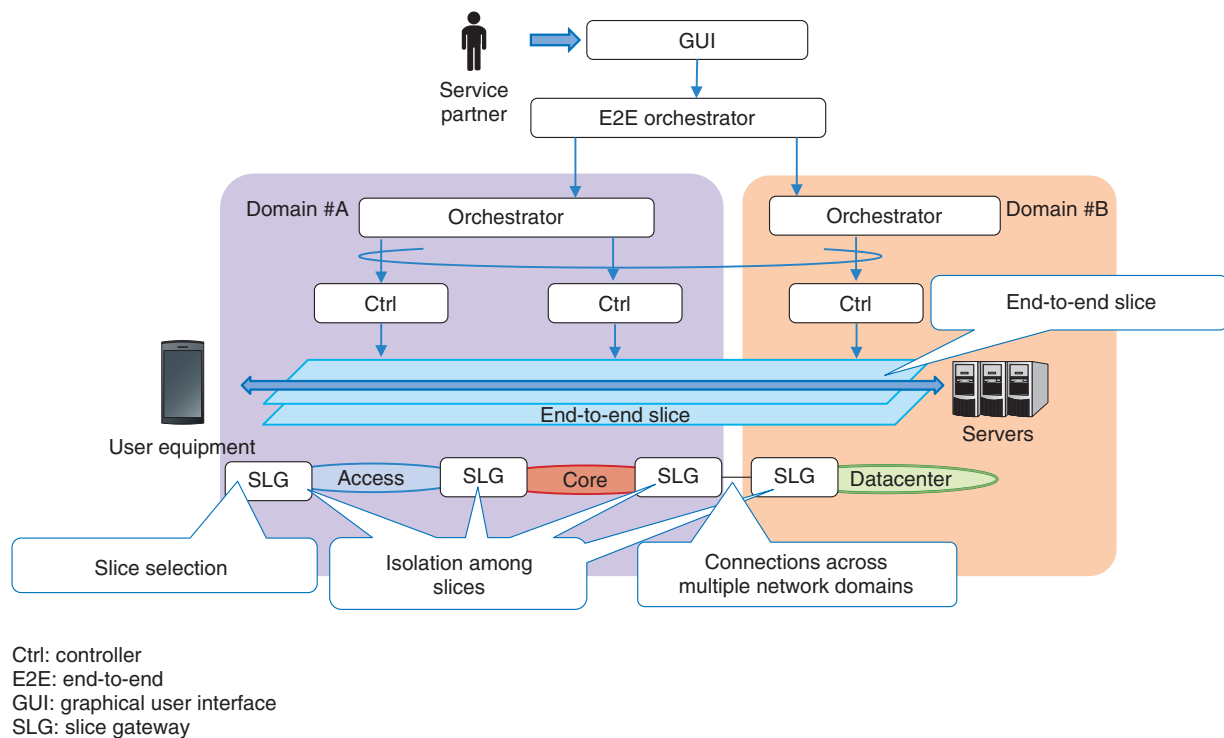 GUI
Service
partner
E2E orchestrator
Domain #A
Orchestrator
Orchestrator
Domain #B
Ctrl
Ctrl
Ctrl
End-to-end slice
End-to-end slice
User equipment
Servers
SLG
Access
SLG
Core
SLG
SLG
Datacenter
Slice selection
Isolation among
slices
Connections across
multiple network domains
Ctrl: controller
E2E: end-to-end
GUI: graphical user interface
SLG: slice gateway